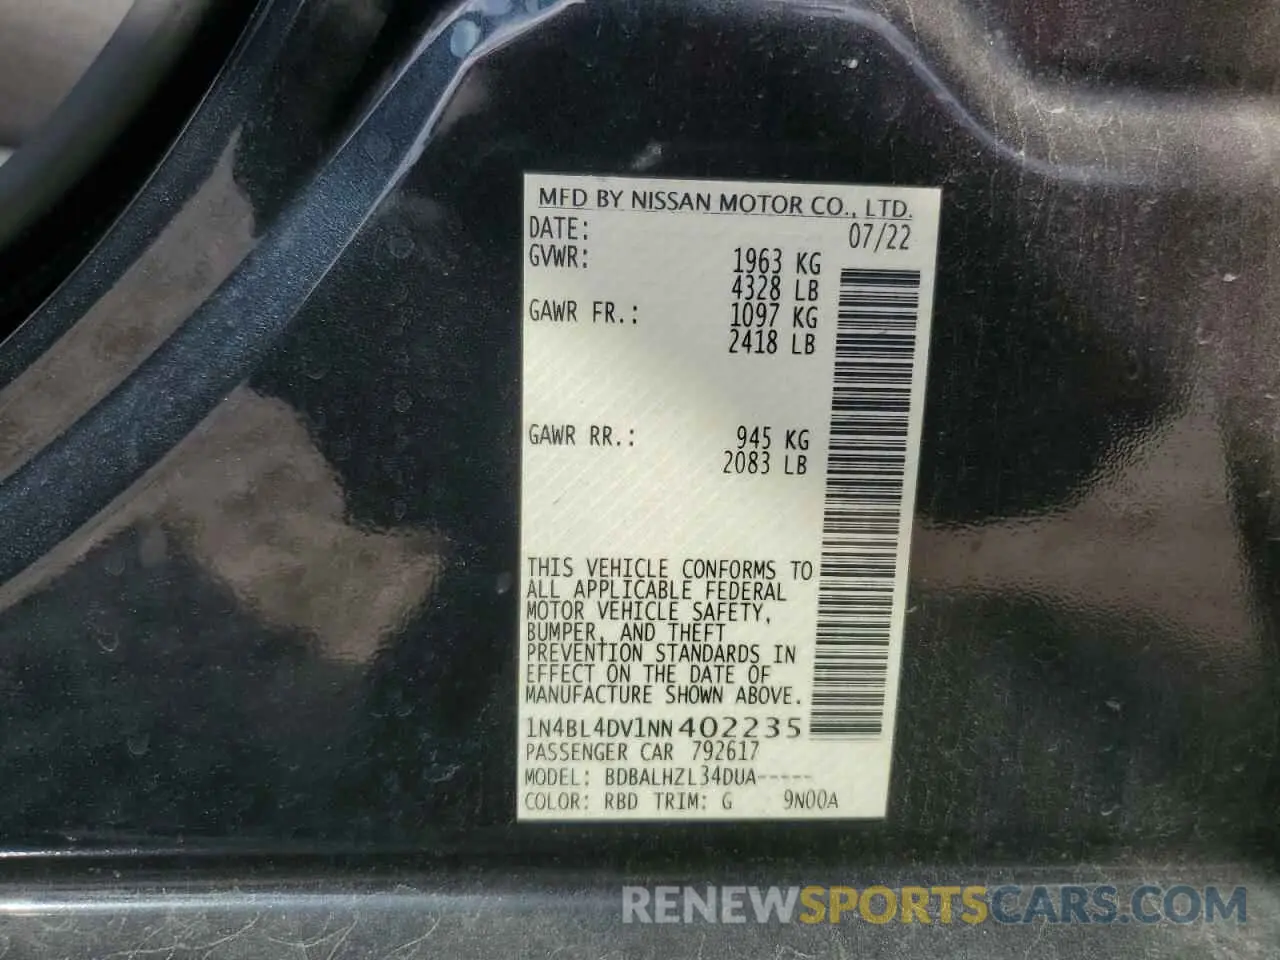 MFD BY NISSAN MOTOR CO., LTD.
DATE: 07/22
GVWR: 1963 KG
4328 LB
GAWR FR.: 1097 KG
2418 LB
GAWR RR.: 945 KG
2083 LB
THIS VEHICLE CONFORMS TO
ALL APPLICABLE FEDERAL
MOTOR VEHICLE SAFETY,
BUMPER, AND THEFT
PREVENTION STANDARDS IN
EFFECT ON THE DATE OF
MANUFACTURE SHOWN ABOVE.
1N4BL4DV1NN402235
PASSENGER CAR 792617
MODEL: BDBALHZL34DUA-----
COLOR: RBD TRIM: G 9N00A
RENEWSPORTSCARS.COM